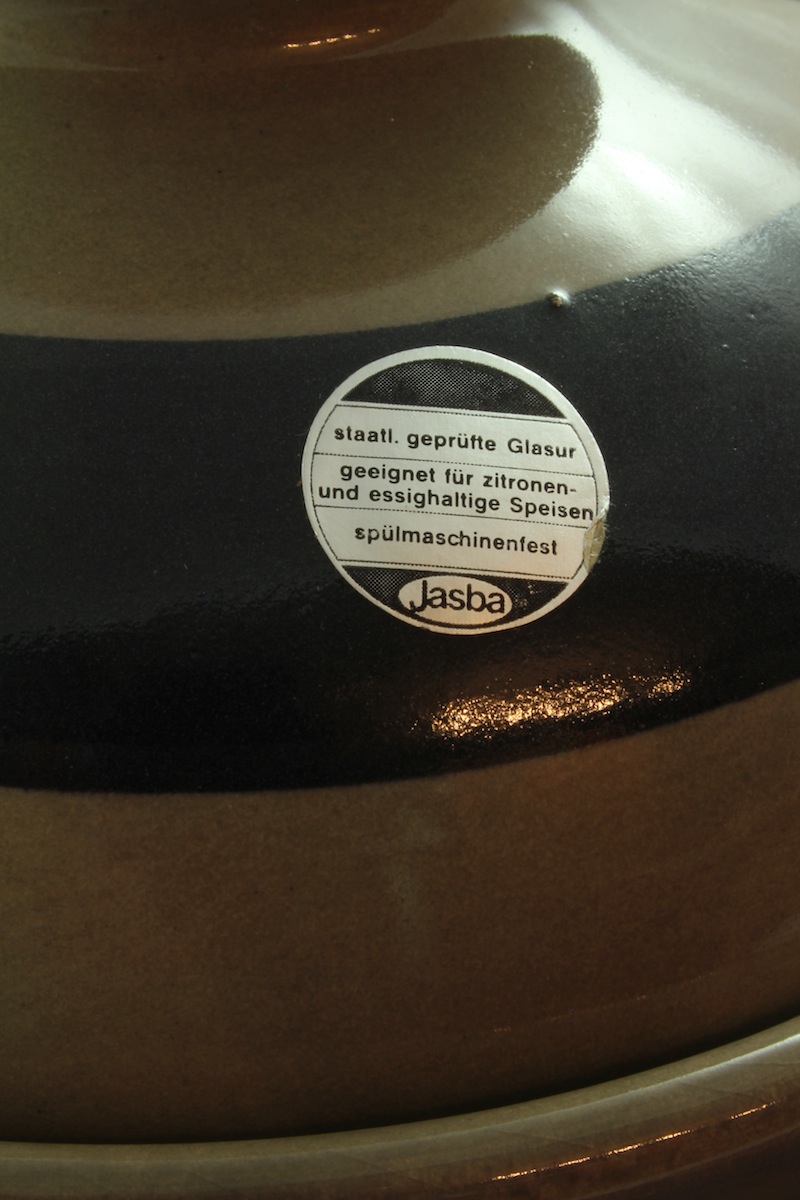 staatl. geprüfte Glasur
geeignet für zitronen-
und essighaltige Speisen
spülmaschinenfest
Jasba